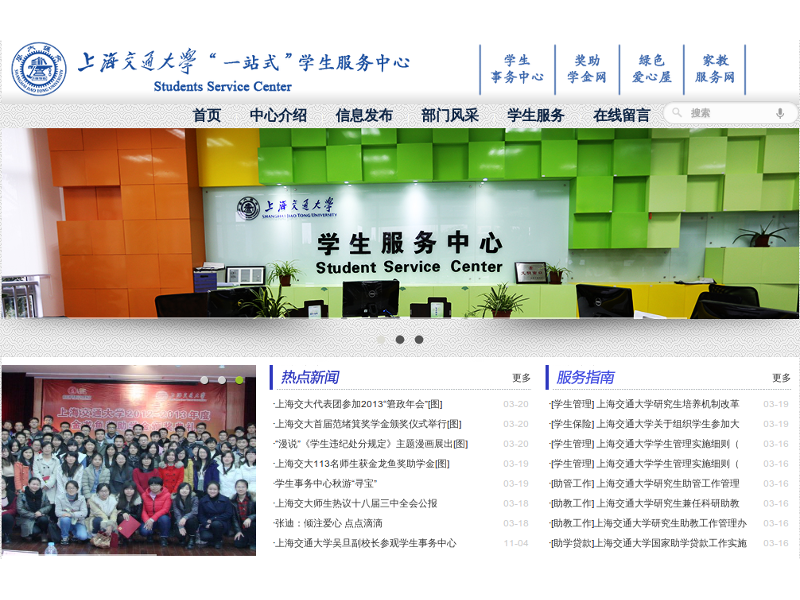 上海交通大学“一站式”学生服务中心
Students Service Center
学生
事务中心
奖励
学金网
绿色
爱心屋
家教
服务网
首页 中心介绍 信息发布 部门风采 学生服务 在线留言 搜索
上海交通大学
SHANGHAI JIAO TONG UNIVERSITY
学生服务中心
Student Service Center
热点新闻 更多
·上海交大代表团参加2013“暨政年会”[图] 03-20
·上海交大首届范绪箕奖学金颁奖仪式举行[图] 03-20
·“漫说”《学生违纪处分规定》主题漫画展出[图] 03-20
·上海交大113名师生获金龙鱼奖助学金[图] 03-19
·学生事务中心秋游“寻宝” 03-19
·上海交大师生热议十八届三中全会公报 03-18
·张迪：倾注爱心 点点滴滴 03-18
·上海交通大学吴旦副校长参观学生事务中心 11-04
服务指南 更多
·[学生管理] 上海交通大学研究生培养机制改革 03-19
·[学生保险] 上海交通大学关于组织学生参加大 03-19
·[学生管理] 上海交通大学学生管理实施细则（ 03-16
·[学生管理] 上海交通大学学生管理实施细则（ 03-16
·[助管工作] 上海交通大学研究生助管工作管理 03-16
·[助教工作] 上海交通大学研究生兼任科研助教 03-16
·[助教工作]上海交通大学研究生助教工作管理办 03-16
·[助学贷款]上海交通大学国家助学贷款工作实施 03-16